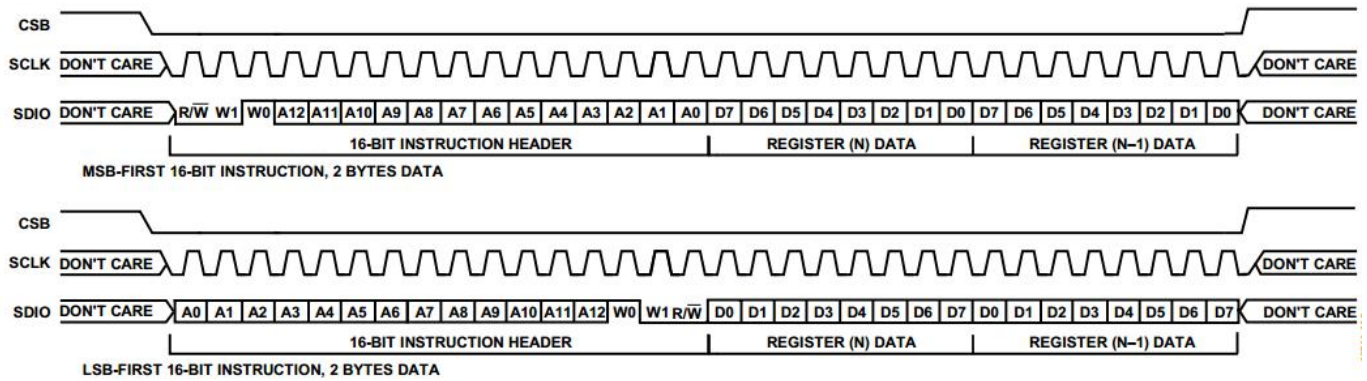 CSB
SCLK DON'T CARE DON'T CARE
SDIO DON'T CARE R/W̅ W1 W0 A12 A11 A10 A9 A8 A7 A6 A5 A4 A3 A2 A1 A0 D7 D6 D5 D4 D3 D2 D1 D0 D7 D6 D5 D4 D3 D2 D1 D0 DON'T CARE
16-BIT INSTRUCTION HEADER REGISTER (N) DATA REGISTER (N–1) DATA
MSB-FIRST 16-BIT INSTRUCTION, 2 BYTES DATA
CSB
SCLK DON'T CARE DON'T CARE
SDIO DON'T CARE A0 A1 A2 A3 A4 A5 A6 A7 A8 A9 A10 A11 A12 W0 W1 R/W̅ D0 D1 D2 D3 D4 D5 D6 D7 D0 D1 D2 D3 D4 D5 D6 D7 DON'T CARE
16-BIT INSTRUCTION HEADER REGISTER (N) DATA REGISTER (N–1) DATA
LSB-FIRST 16-BIT INSTRUCTION, 2 BYTES DATA